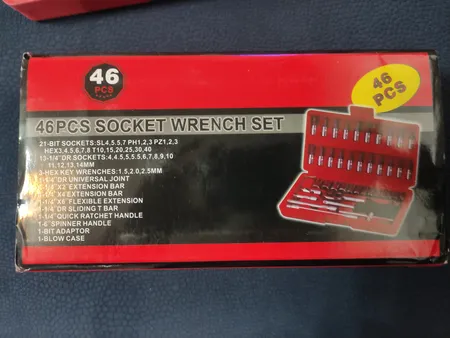 46
PCS
46
PCS
46PCS SOCKET WRENCH SET
21-BIT SOCKETS:SL4,5.5,7 PH1,2,3 PZ1,2,3
HEX3,4,5,6,7,8 T10,15,20,25,30,40
13-1/4" DR SOCKETS:4,4.5,5,5.5,6,7,8,9,10
11,12,13,14MM
3-HEX KEY WRENCHES:1.5,2.0,2.5MM
1-1/4" DR UNIVERSAL JOINT
1-1/4" X2 EXTENSION BAR
1-1/4" X4 EXTENSION BAR
1-1/4"X6" FLEXIBLE EXTENSION
1-1/4" DR SLIDING T BAR
1-1/4" QUICK RATCHET HANDLE
1-6" SPINNER HANDLE
1-BIT ADAPTOR
1-BLOW CASE